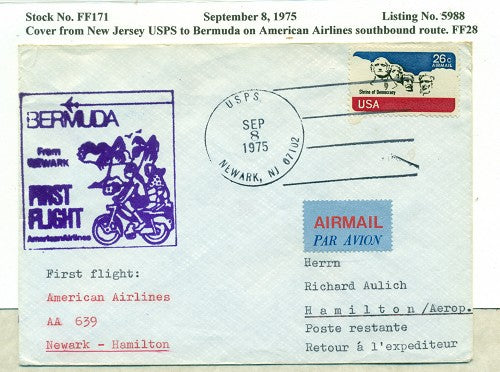 Stock No. FF171 September 8, 1975 Listing No. 5988
Cover from New Jersey USPS to Bermuda on American Airlines southbound route. FF28
26c
AIRMAIL
Shrine of Democracy
USA
USPS
SEP
8
1975
NEWARK, NJ 07102
BERMUDA
From
NEWARK
FIRST
FLIGHT
American Airlines
AIRMAIL
PAR AVION
First flight:
American Airlines
AA 639
Newark - Hamilton
Herrn
Richard Aulich
Hamilton/Aerop.
Poste restante
Retour à l'expediteur